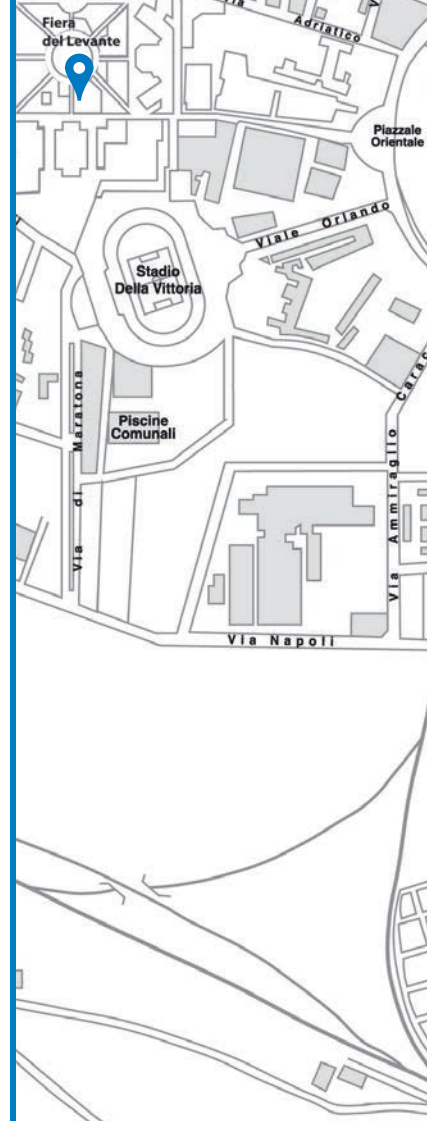 Adriatico
Fiera
del Levante
Piazzale
Orientale
Viale Orlando
Stadio
Della Vittoria
Via di Maratona
Piscine
Comunali
Via Ammiraglio
Via Napoli